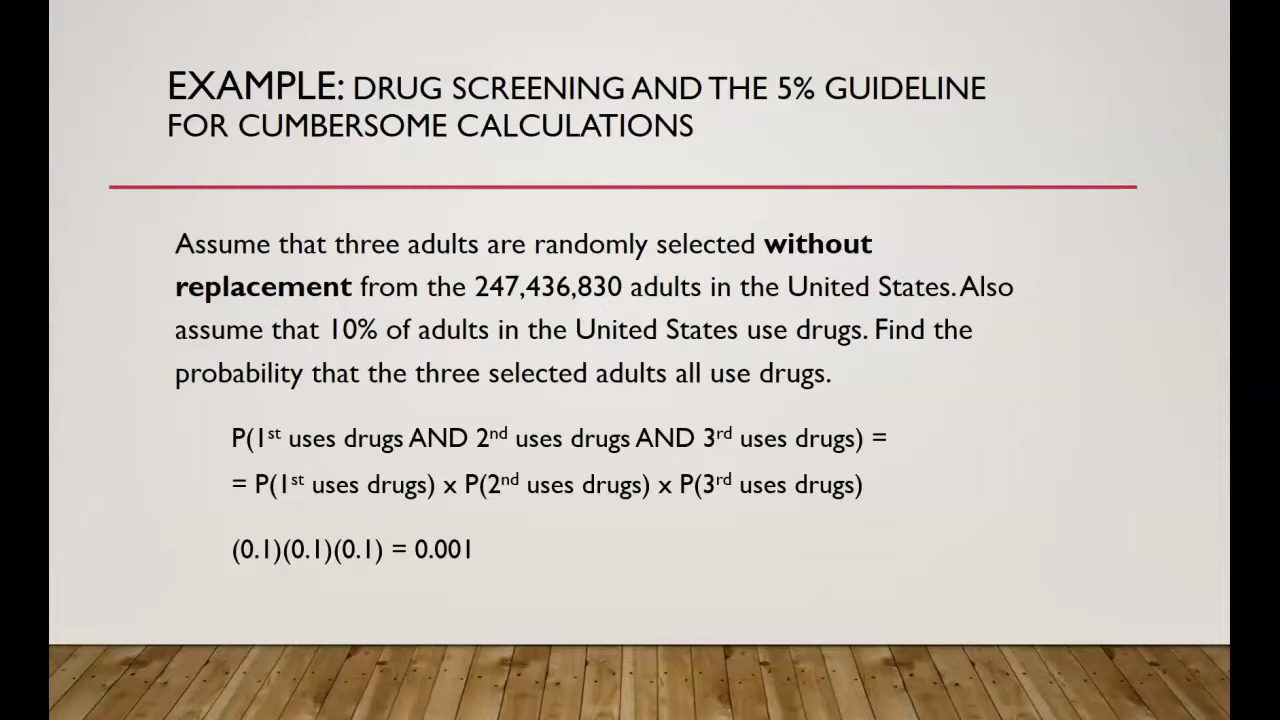 EXAMPLE: DRUG SCREENING AND THE 5% GUIDELINE
FOR CUMBERSOME CALCULATIONS
Assume that three adults are randomly selected without
replacement from the 247,436,830 adults in the United States. Also
assume that 10% of adults in the United States use drugs. Find the
probability that the three selected adults all use drugs.
P(1st uses drugs AND 2nd uses drugs AND 3rd uses drugs) =
= P(1st uses drugs) x P(2nd uses drugs) x P(3rd uses drugs)
(0.1)(0.1)(0.1) = 0.001